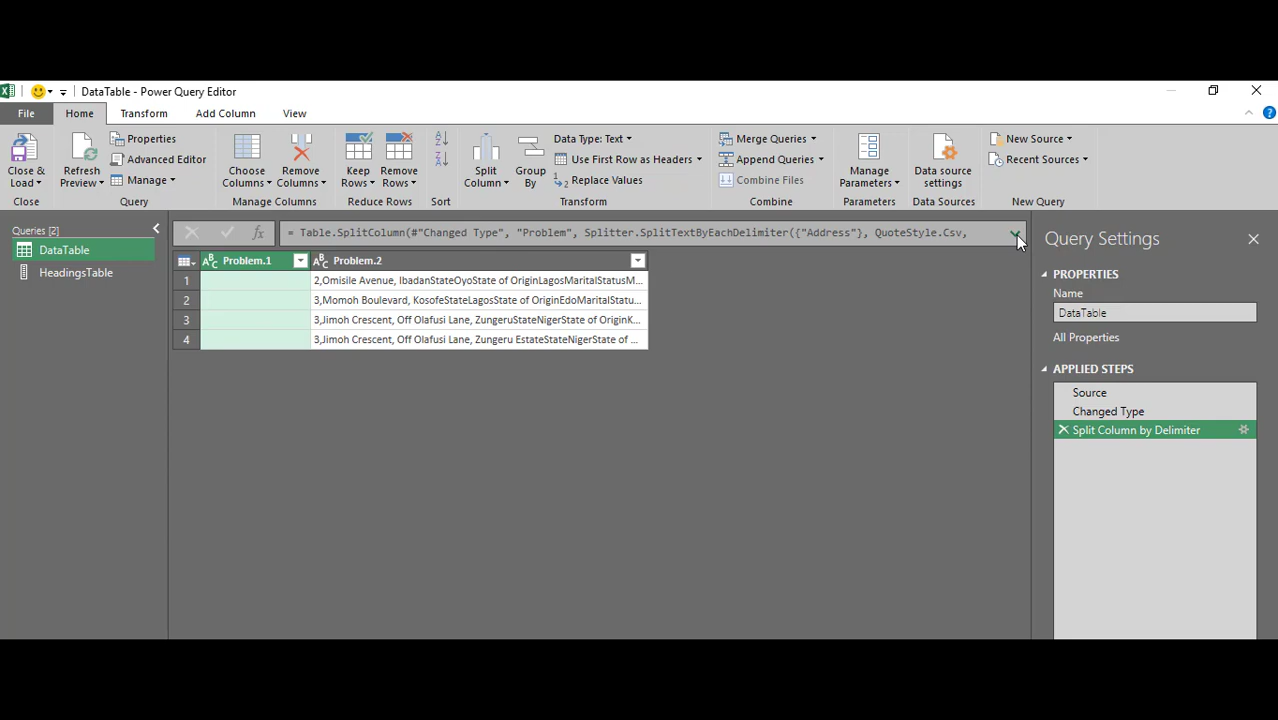 DataTable - Power Query Editor
File
Home
Transform
Add Column
View
Close & Load
Close
Refresh Preview
Properties
Advanced Editor
Manage
Query
Choose Columns
Remove Columns
Manage Columns
Keep Rows
Remove Rows
Reduce Rows
Sort
Split Column
Group By
Data Type: Text
Use First Row as Headers
Replace Values
Transform
Merge Queries
Append Queries
Combine Files
Combine
Manage Parameters
Parameters
Data source settings
Data Sources
New Source
Recent Sources
New Query
Queries [2]
DataTable
HeadingsTable
= Table.SplitColumn(#"Changed Type", "Problem", Splitter.SplitTextByEachDelimiter({"Address"}, QuoteStyle.Csv,
Problem.1
Problem.2
1 2,Omisile Avenue, IbadanStateOyoState of OriginLagosMaritalStatusM...
2 3,Momoh Boulevard, KosofeStateLagosState of OriginEdoMaritalStatu...
3 3,Jimoh Crescent, Off Olafusi Lane, ZungeruStateNigerState of OriginK...
4 3,Jimoh Crescent, Off Olafusi Lane, Zungeru EstateStateNigerState of ...
Query Settings
PROPERTIES
Name
DataTable
All Properties
APPLIED STEPS
Source
Changed Type
Split Column by Delimiter